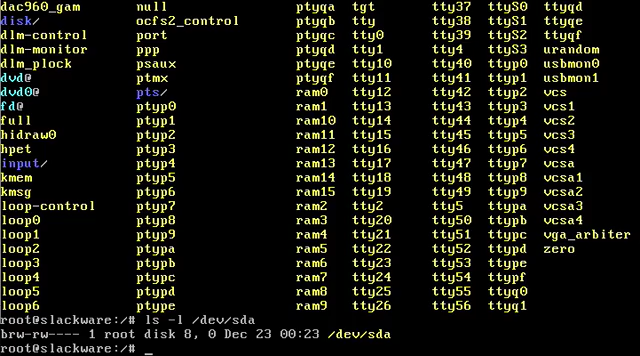 dac960_gam null ptyqa tgt tty37 ttyS0 ttyqd
disk/ ocfs2_control ptyqb tty tty38 ttyS1 ttyqe
dlm-control port ptyqc tty0 tty39 ttyS2 ttyqf
dlm-monitor ppp ptyqd tty1 tty4 ttyS3 urandom
dlm_plock psaux ptyqe tty10 tty40 ttyp0 usbmon0
dvd@ ptmx ptyqf tty11 tty41 ttyp1 usbmon1
dvd0@ pts/ ram0 tty12 tty42 ttyp2 vcs
fd@ ptyp0 ram1 tty13 tty43 ttyp3 vcs1
full ptyp1 ram10 tty14 tty44 ttyp4 vcs2
hidraw0 ptyp2 ram11 tty15 tty45 ttyp5 vcs3
hpet ptyp3 ram12 tty16 tty46 ttyp6 vcs4
input/ ptyp4 ram13 tty17 tty47 ttyp7 vcsa
kmem ptyp5 ram14 tty18 tty48 ttyp8 vcsa1
kmsg ptyp6 ram15 tty19 tty49 ttyp9 vcsa2
loop-control ptyp7 ram2 tty2 tty5 ttypa vcsa3
loop0 ptyp8 ram3 tty20 tty50 ttypb vcsa4
loop1 ptyp9 ram4 tty21 tty51 ttypc vga_arbiter
loop2 ptypa ram5 tty22 tty52 ttypd zero
loop3 ptypb ram6 tty23 tty53 ttype
loop4 ptypc ram7 tty24 tty54 ttypf
loop5 ptypd ram8 tty25 tty55 ttyq0
loop6 ptype ram9 tty26 tty56 ttyq1
root@slackware:/# ls -l /dev/sda
brw-rw---- 1 root disk 8, 0 Dec 23 00:23 /dev/sda
root@slackware:/# _